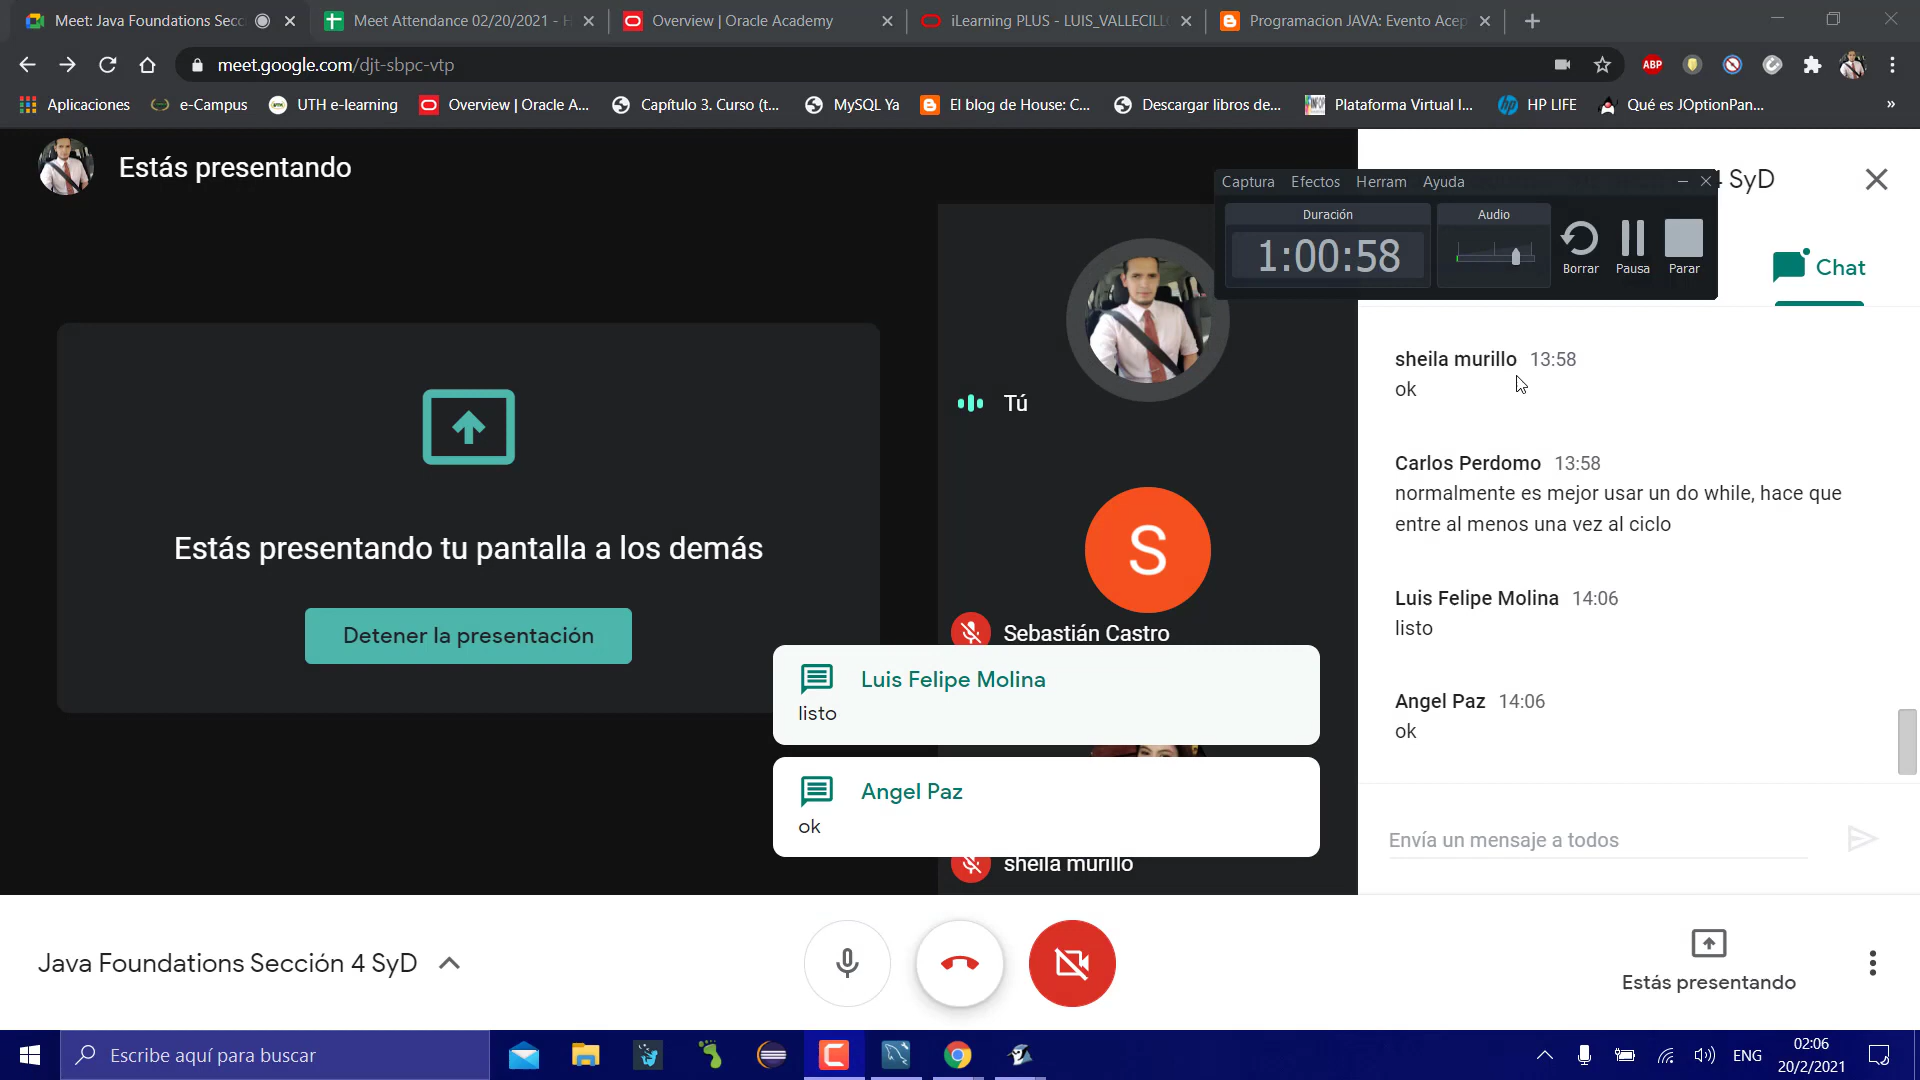 Meet: Java Foundations Secc
Meet Attendance 02/20/2021 - H
Overview | Oracle Academy
iLearning PLUS - LUIS_VALLECILLO
Programacion JAVA: Evento Acep
meet.google.com/djt-sbpc-vtp
ABP
Aplicaciones
e-Campus
UTH e-learning
Overview | Oracle A...
Capítulo 3. Curso (t...
MySQL Ya
El blog de House: C...
Descargar libros de...
Plataforma Virtual I...
HP LIFE
Qué es JOptionPan...
»
Estás presentando
Captura Efectos Herram Ayuda
4 SyD
Duración
Audio
1:00:58
Borrar
Pausa
Parar
Chat
Estás presentando tu pantalla a los demás
Detener la presentación
Tú
S
Sebastián Castro
Luis Felipe Molina
listo
Angel Paz
ok
sheila murillo
sheila murillo 13:58
ok
Carlos Perdomo 13:58
normalmente es mejor usar un do while, hace que
entre al menos una vez al ciclo
Luis Felipe Molina 14:06
listo
Angel Paz 14:06
ok
Envía un mensaje a todos
Java Foundations Sección 4 SyD
Estás presentando
Escribe aquí para buscar
ENG
02:06
20/2/2021